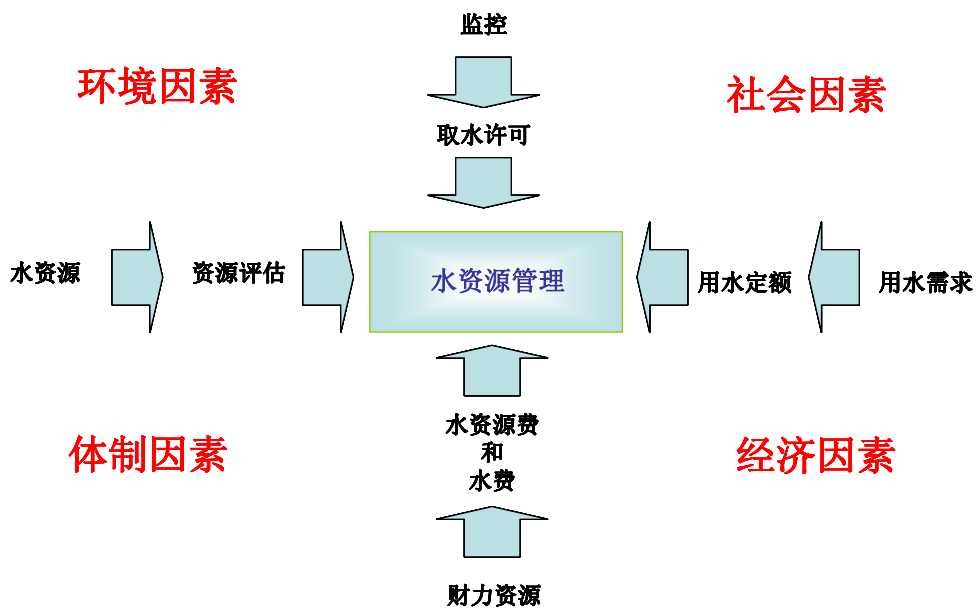 监控
环境因素
社会因素
取水许可
水资源
资源评估
水资源管理
用水定额
用水需求
水资源费
和
水费
体制因素
经济因素
财力资源